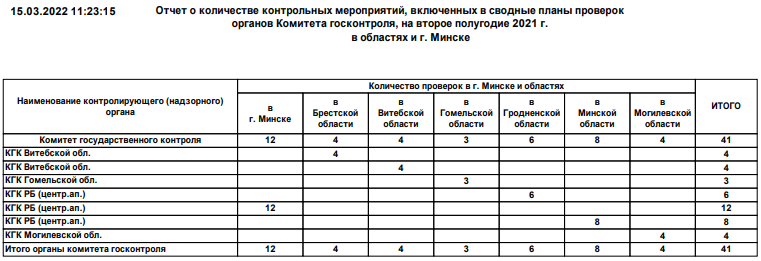 15.03.2022 11:23:15
Отчет о количестве контрольных мероприятий, включенных в сводные планы проверок
органов Комитета госконтроля, на второе полугодие 2021 г.
в областях и г. Минске
Наименование контролирующего (надзорного) органа
Количество проверок в г. Минске и областях
ИТОГО
в г. Минске
в Брестской области
в Витебской области
в Гомельской области
в Гродненской области
в Минской области
в Могилевской области
Комитет государственного контроля 12 4 4 3 6 8 4 41
КГК Витебской обл. 4 4
КГК Витебской обл. 4 4
КГК Гомельской обл. 3 3
КГК РБ (центр.ап.) 6 6
КГК РБ (центр.ап.) 12 12
КГК РБ (центр.ап.) 8 8
КГК Могилевской обл. 4 4
Итого органы комитета госконтроля 12 4 4 3 6 8 4 41